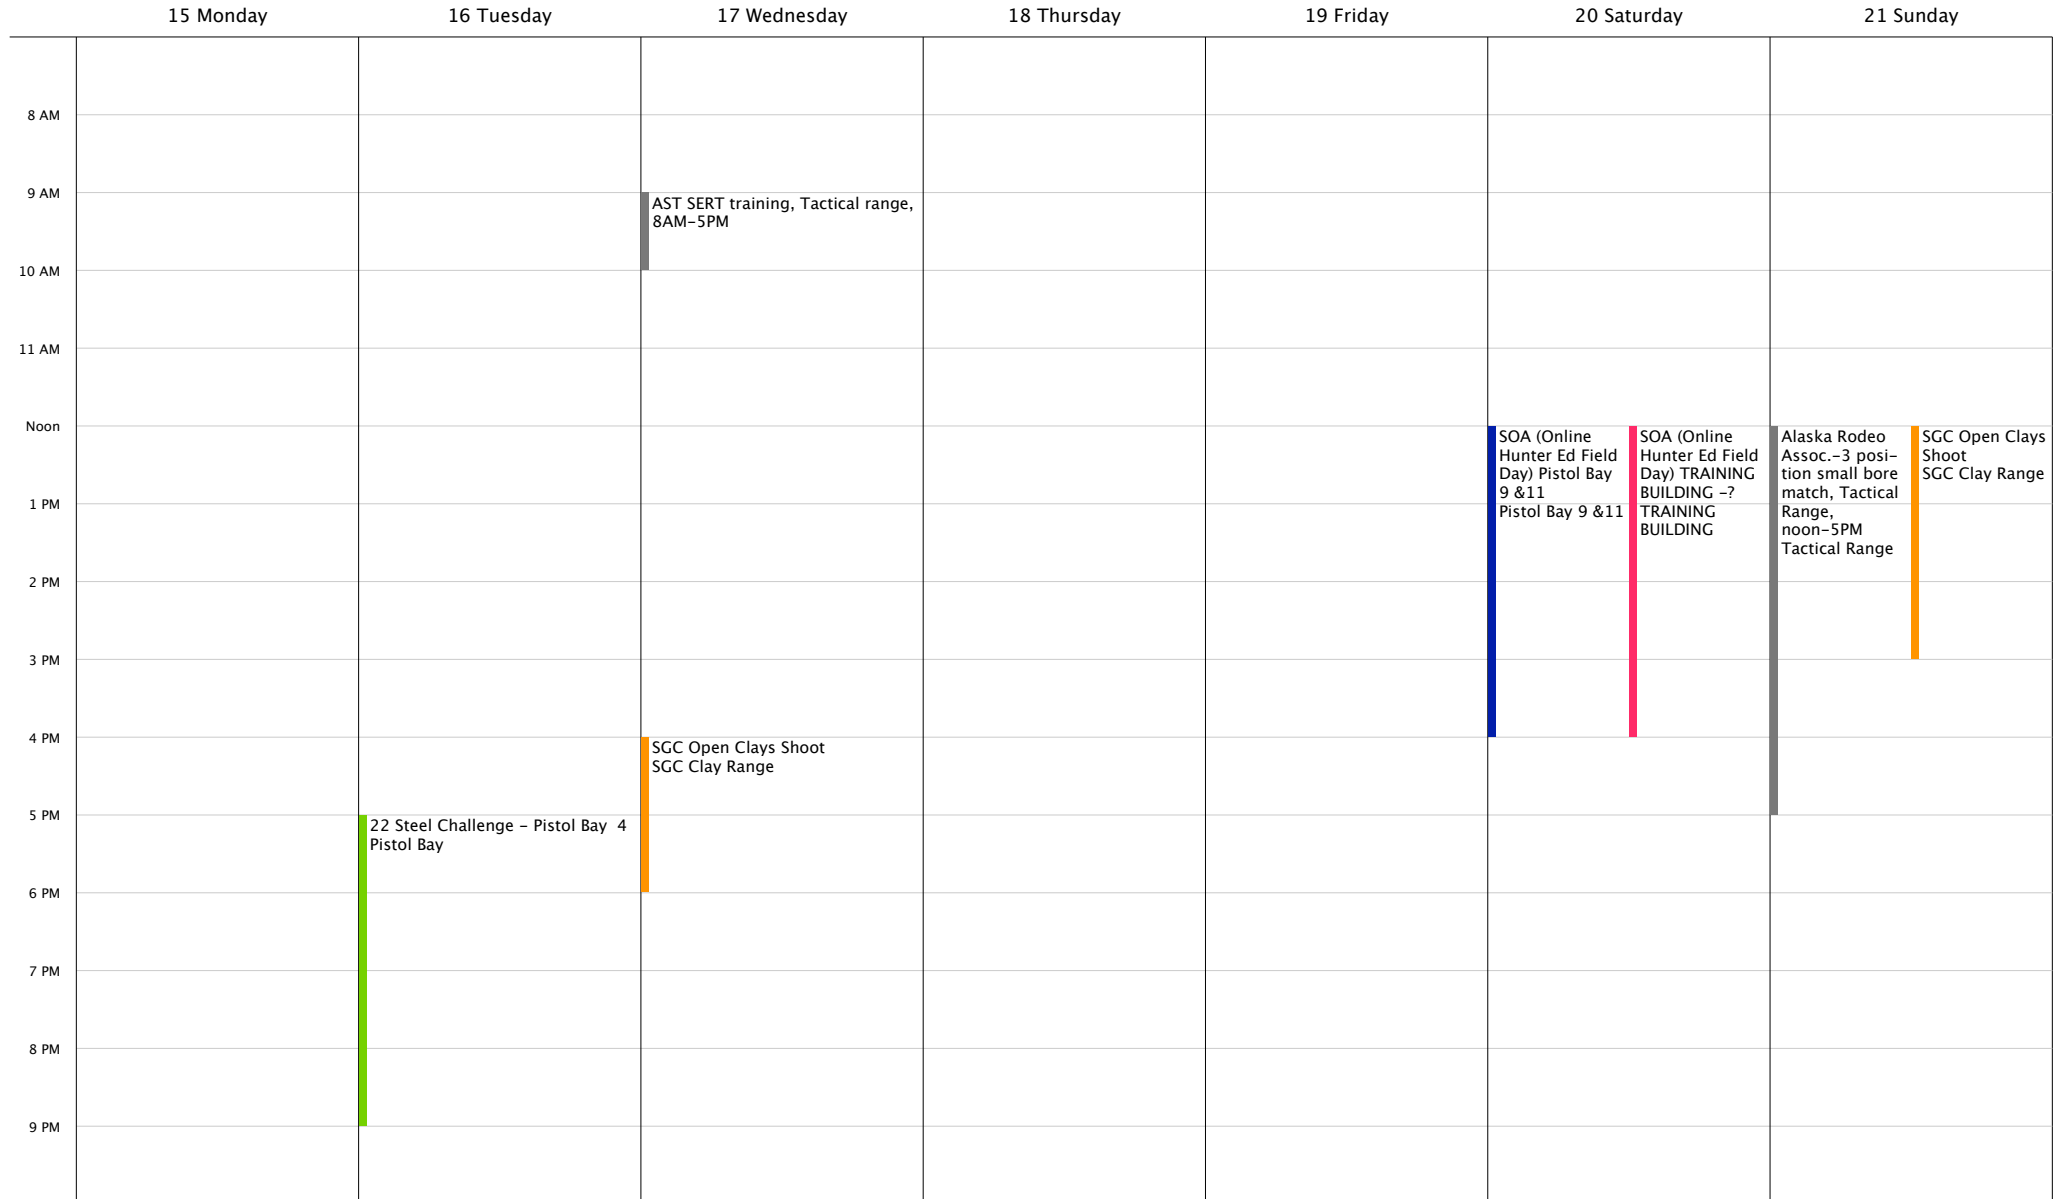 15 Monday
16 Tuesday
17 Wednesday
18 Thursday
19 Friday
20 Saturday
21 Sunday
8 AM
9 AM
10 AM
11 AM
Noon
1 PM
2 PM
3 PM
4 PM
5 PM
6 PM
7 PM
8 PM
9 PM
22 Steel Challenge - Pistol Bay  4
Pistol Bay
AST SERT training, Tactical range,
8AM-5PM
SGC Open Clays Shoot
SGC Clay Range
SOA (Online
Hunter Ed Field
Day) Pistol Bay
9 &11
Pistol Bay 9 &11
SOA (Online
Hunter Ed Field
Day) TRAINING
BUILDING -?
TRAINING
BUILDING
Alaska Rodeo
Assoc.-3 posi-
tion small bore
match, Tactical
Range,
noon-5PM
Tactical Range
SGC Open Clays
Shoot
SGC Clay Range